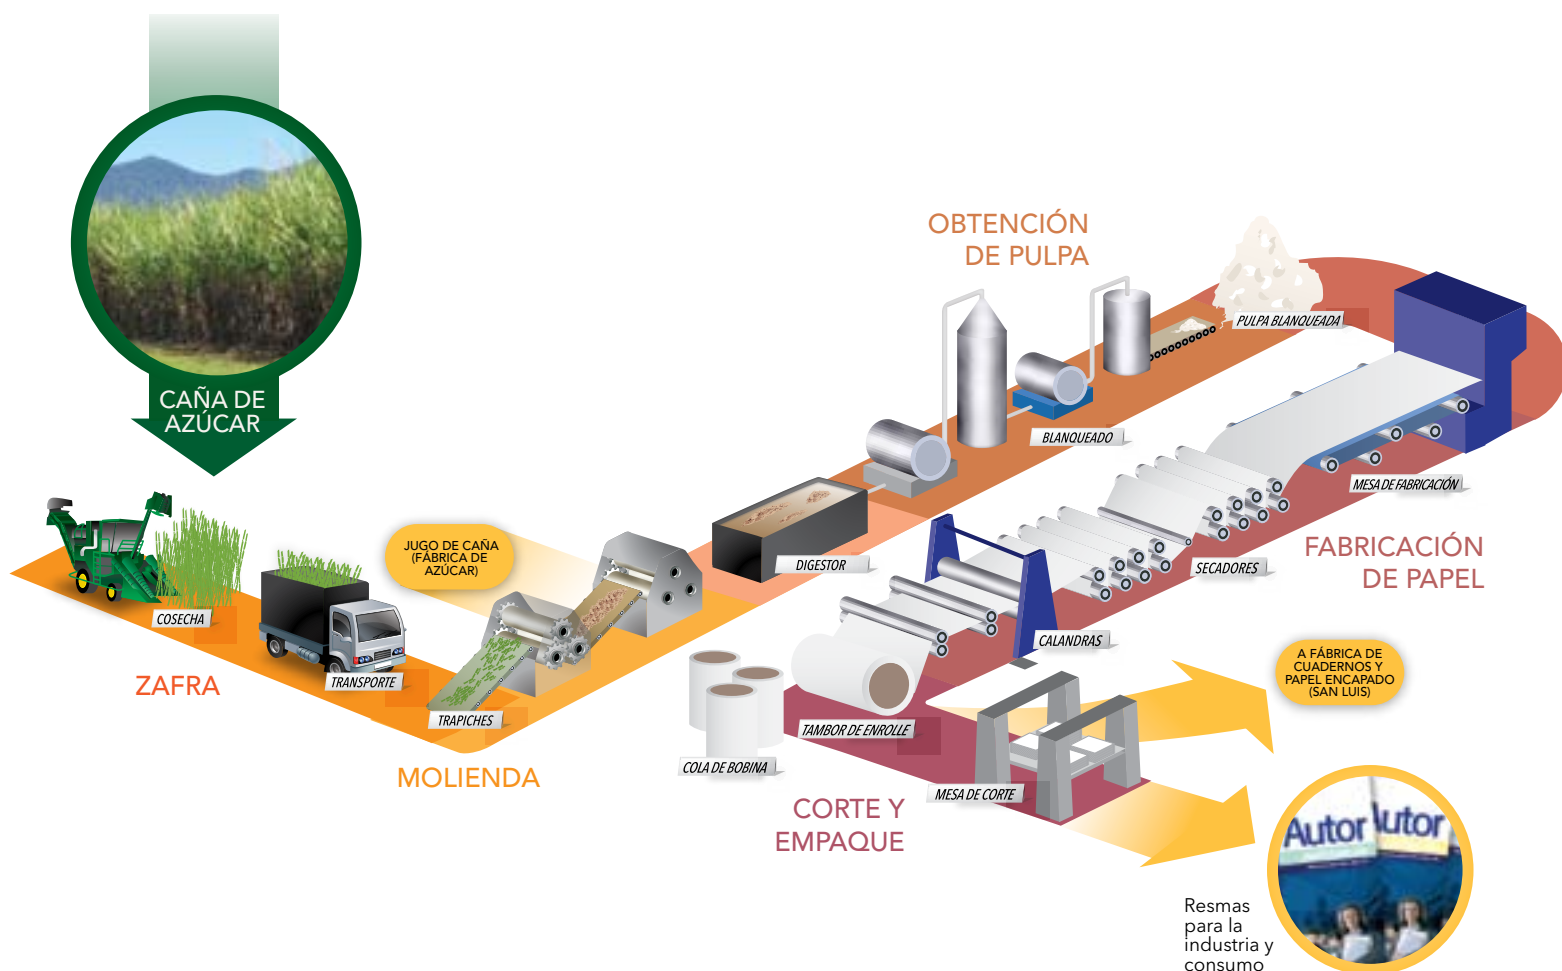 CAÑA DE
AZÚCAR
COSECHA
ZAFRA
TRANSPORTE
JUGO DE CAÑA
(FÁBRICA DE
AZÚCAR)
TRAPICHES
MOLIENDA
DIGESTOR
OBTENCIÓN
DE PULPA
BLANQUEADO
PULPA BLANQUEADA
MESA DE FABRICACIÓN
SECADORES
FABRICACIÓN
DE PAPEL
CALANDRAS
TAMBOR DE ENROLLE
COLA DE BOBINA
MESA DE CORTE
CORTE Y
EMPAQUE
A FÁBRICA DE
CUADERNOS Y
PAPEL ENCAPADO
(SAN LUIS)
Autor
Autor
Resmas
para la
industria y
consumo